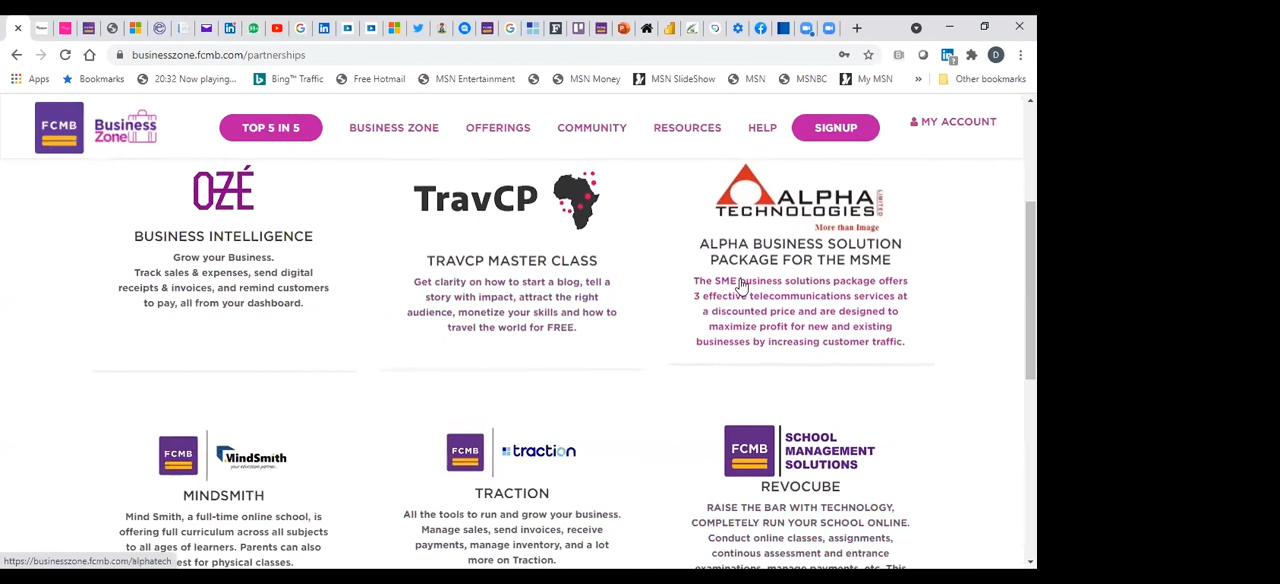 businesszone.fcmb.com/partnerships
D
Apps
Bookmarks
20:32 Now playing...
Bing™ Traffic
Free Hotmail
MSN Entertainment
MSN Money
MSN SlideShow
MSN
MSNBC
My MSN
»
Other bookmarks
FCMB
Business
Zone
TOP 5 IN 5
BUSINESS ZONE
OFFERINGS
COMMUNITY
RESOURCES
HELP
SIGNUP
MY ACCOUNT
OZÉ
BUSINESS INTELLIGENCE
Grow your Business.
Track sales & expenses, send digital
receipts & invoices, and remind customers
to pay, all from your dashboard.
TravCP
TRAVCP MASTER CLASS
Get clarity on how to start a blog, tell a
story with impact, attract the right
audience, monetize your skills and how to
travel the world for FREE.
ALPHA
TECHNOLOGIES
LIMITED
More than Image
ALPHA BUSINESS SOLUTION
PACKAGE FOR THE MSME
The SME business solutions package offers
3 effective telecommunications services at
a discounted price and are designed to
maximize profit for new and existing
businesses by increasing customer traffic.
FCMB
MindSmith
your education partner..
MINDSMITH
Mind Smith, a full-time online school, is
offering full curriculum across all subjects
to all ages of learners. Parents can also
est for physical classes.
FCMB
traction
TRACTION
All the tools to run and grow your business.
Manage sales, send invoices, receive
payments, manage inventory, and a lot
more on Traction.
FCMB
SCHOOL
MANAGEMENT
SOLUTIONS
REVOCUBE
RAISE THE BAR WITH TECHNOLOGY,
COMPLETELY RUN YOUR SCHOOL ONLINE.
Conduct online classes, assignments,
continous assessment and entrance
examinations, manage payments, etc. This
https://businesszone.fcmb.com/alphatech